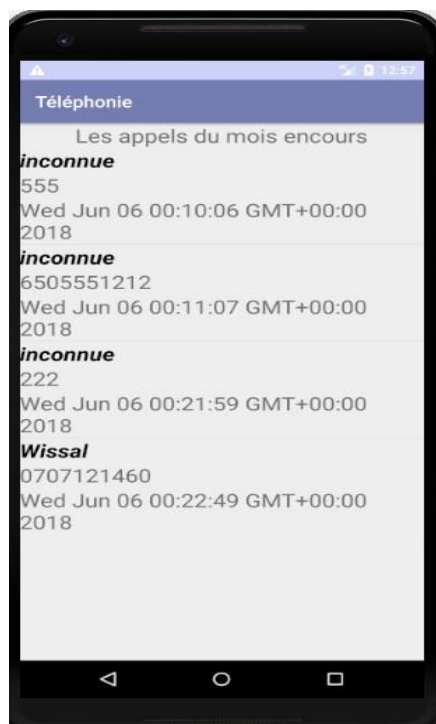 12:57
Téléphonie
Les appels du mois encours
inconnue
555
Wed Jun 06 00:10:06 GMT+00:00
2018
inconnue
6505551212
Wed Jun 06 00:11:07 GMT+00:00
2018
inconnue
222
Wed Jun 06 00:21:59 GMT+00:00
2018
Wissal
0707121460
Wed Jun 06 00:22:49 GMT+00:00
2018